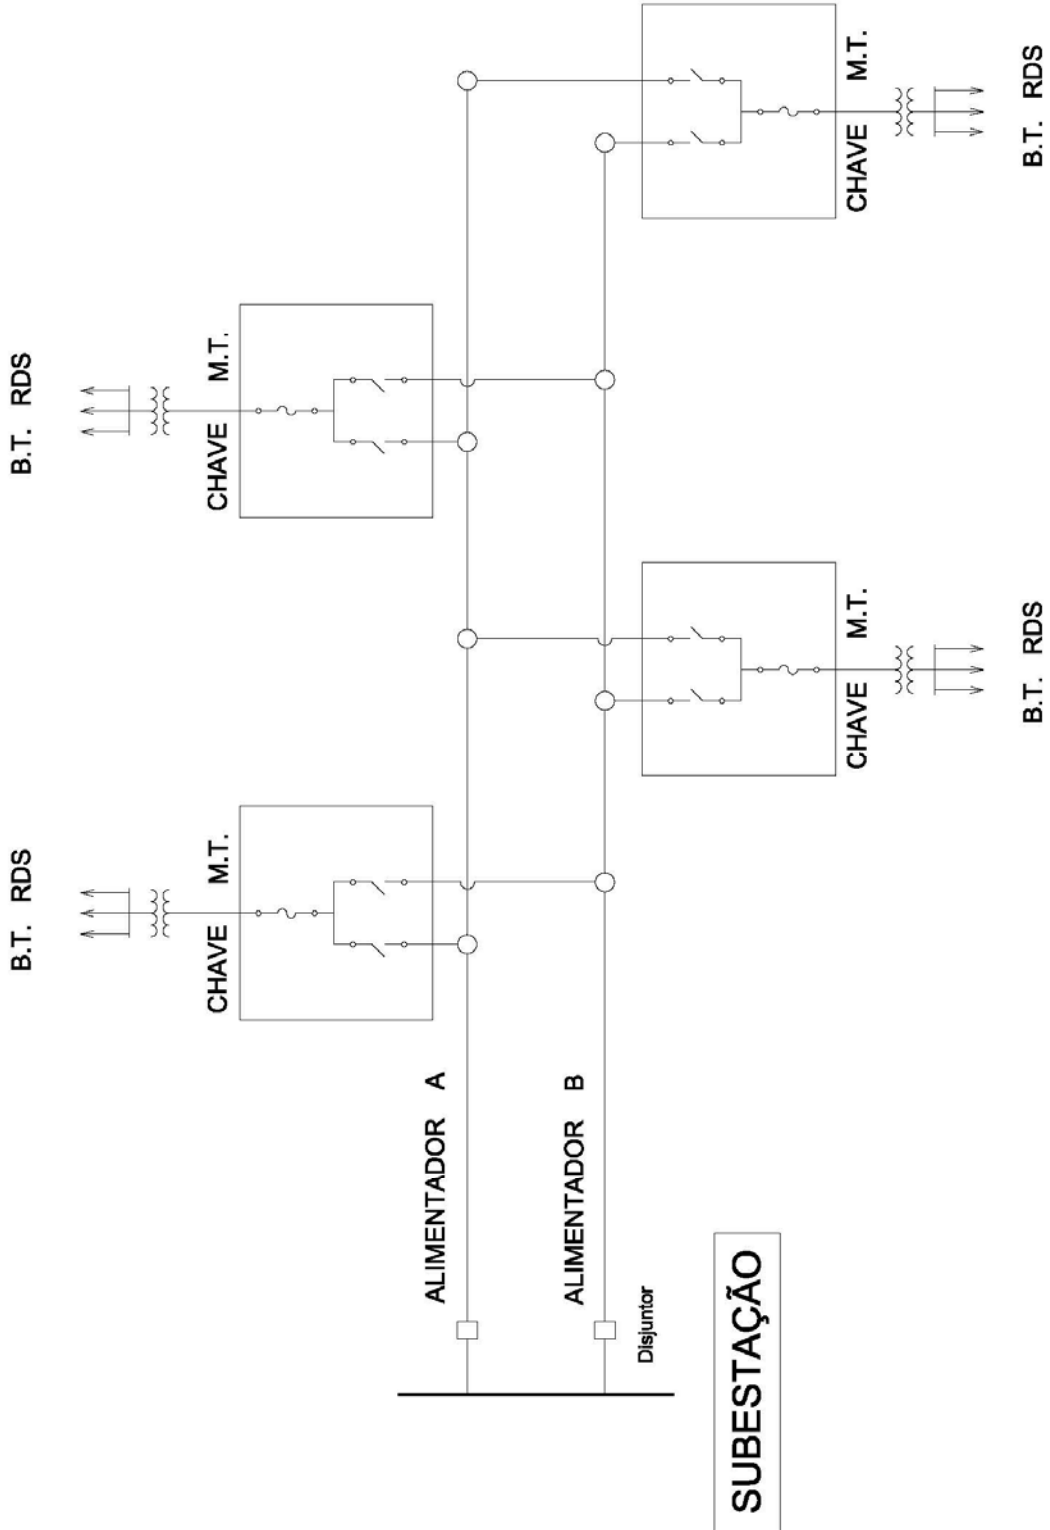 B.T. RDS
B.T. RDS
CHAVE M.T.
CHAVE M.T.
ALIMENTADOR A
ALIMENTADOR B
Disjuntor
SUBESTAÇÃO
CHAVE M.T.
CHAVE M.T.
B.T. RDS
B.T. RDS